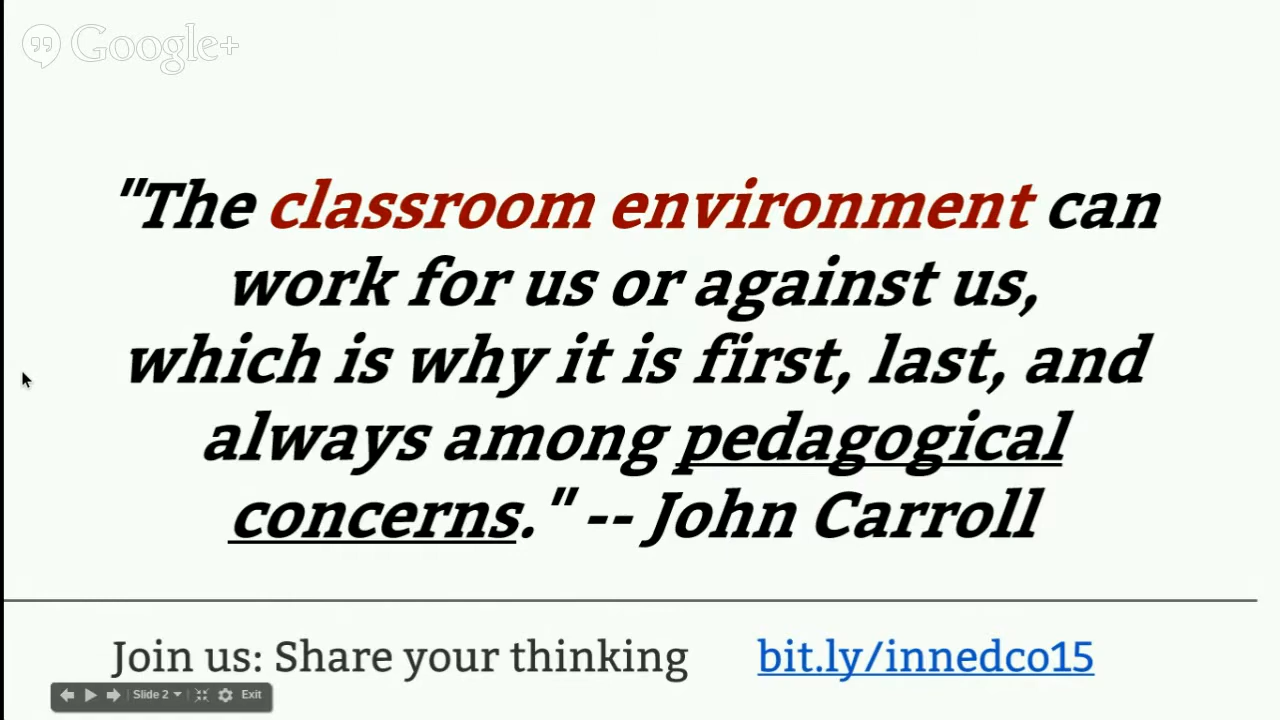 Google+
"The classroom environment can
work for us or against us,
which is why it is first, last, and
always among pedagogical
concerns." -- John Carroll
Join us: Share your thinking bit.ly/innedco15
Slide 2 Exit